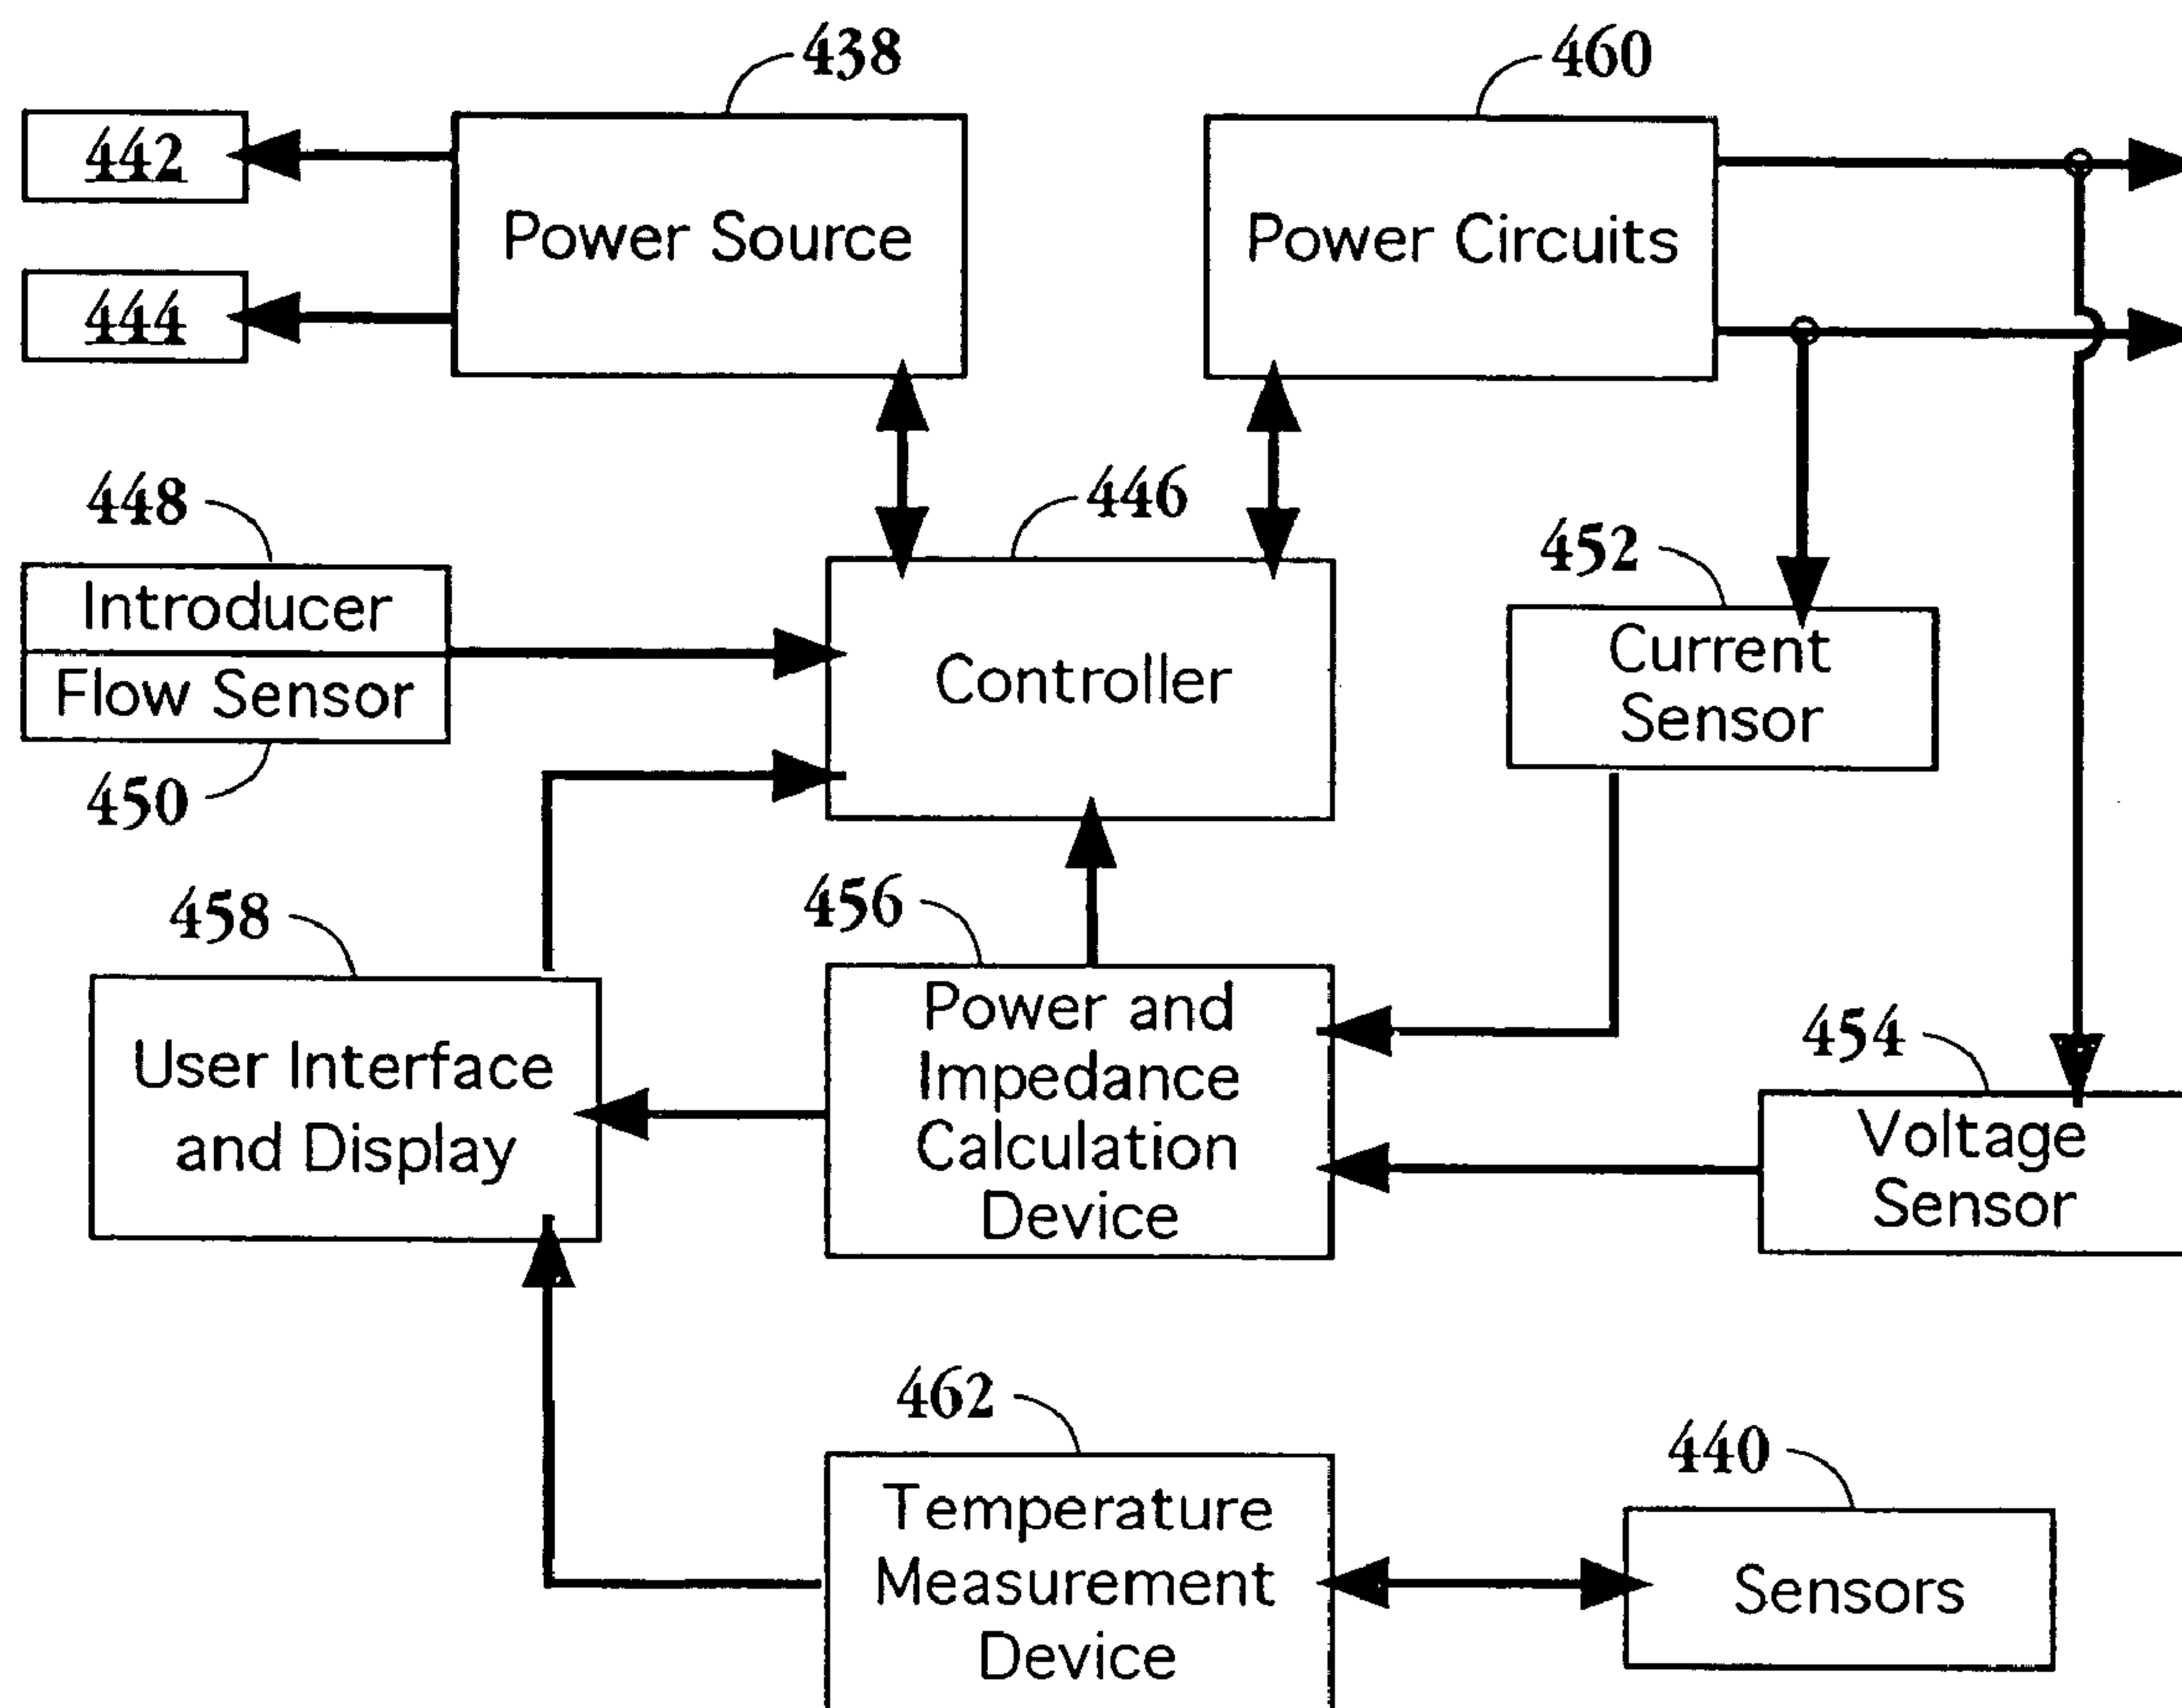 438
460
442
Power Source
Power Circuits
444
448
446
452
Introducer
Flow Sensor
Controller
Current
Sensor
450
458
456
454
User Interface
and Display
Power and
Impedance
Calculation
Device
Voltage
Sensor
462
440
Temperature
Measurement
Device
Sensors